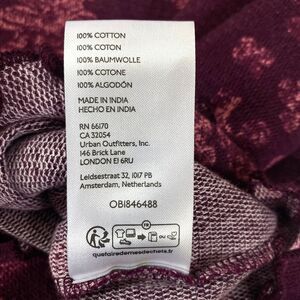 100% COTTON
100% COTON
100% BAUMWOLLE
100% COTONE
100% ALGODÓN
MADE IN INDIA
HECHO EN INDIA
RN 66170
CA 32054
Urban Outfitters, Inc.
146 Brick Lane
LONDON E1 6RU
Leidsestraat 32, 1017 PB
Amsterdam, Netherlands
OBI846488
FR
quefairedemesdechets.fr